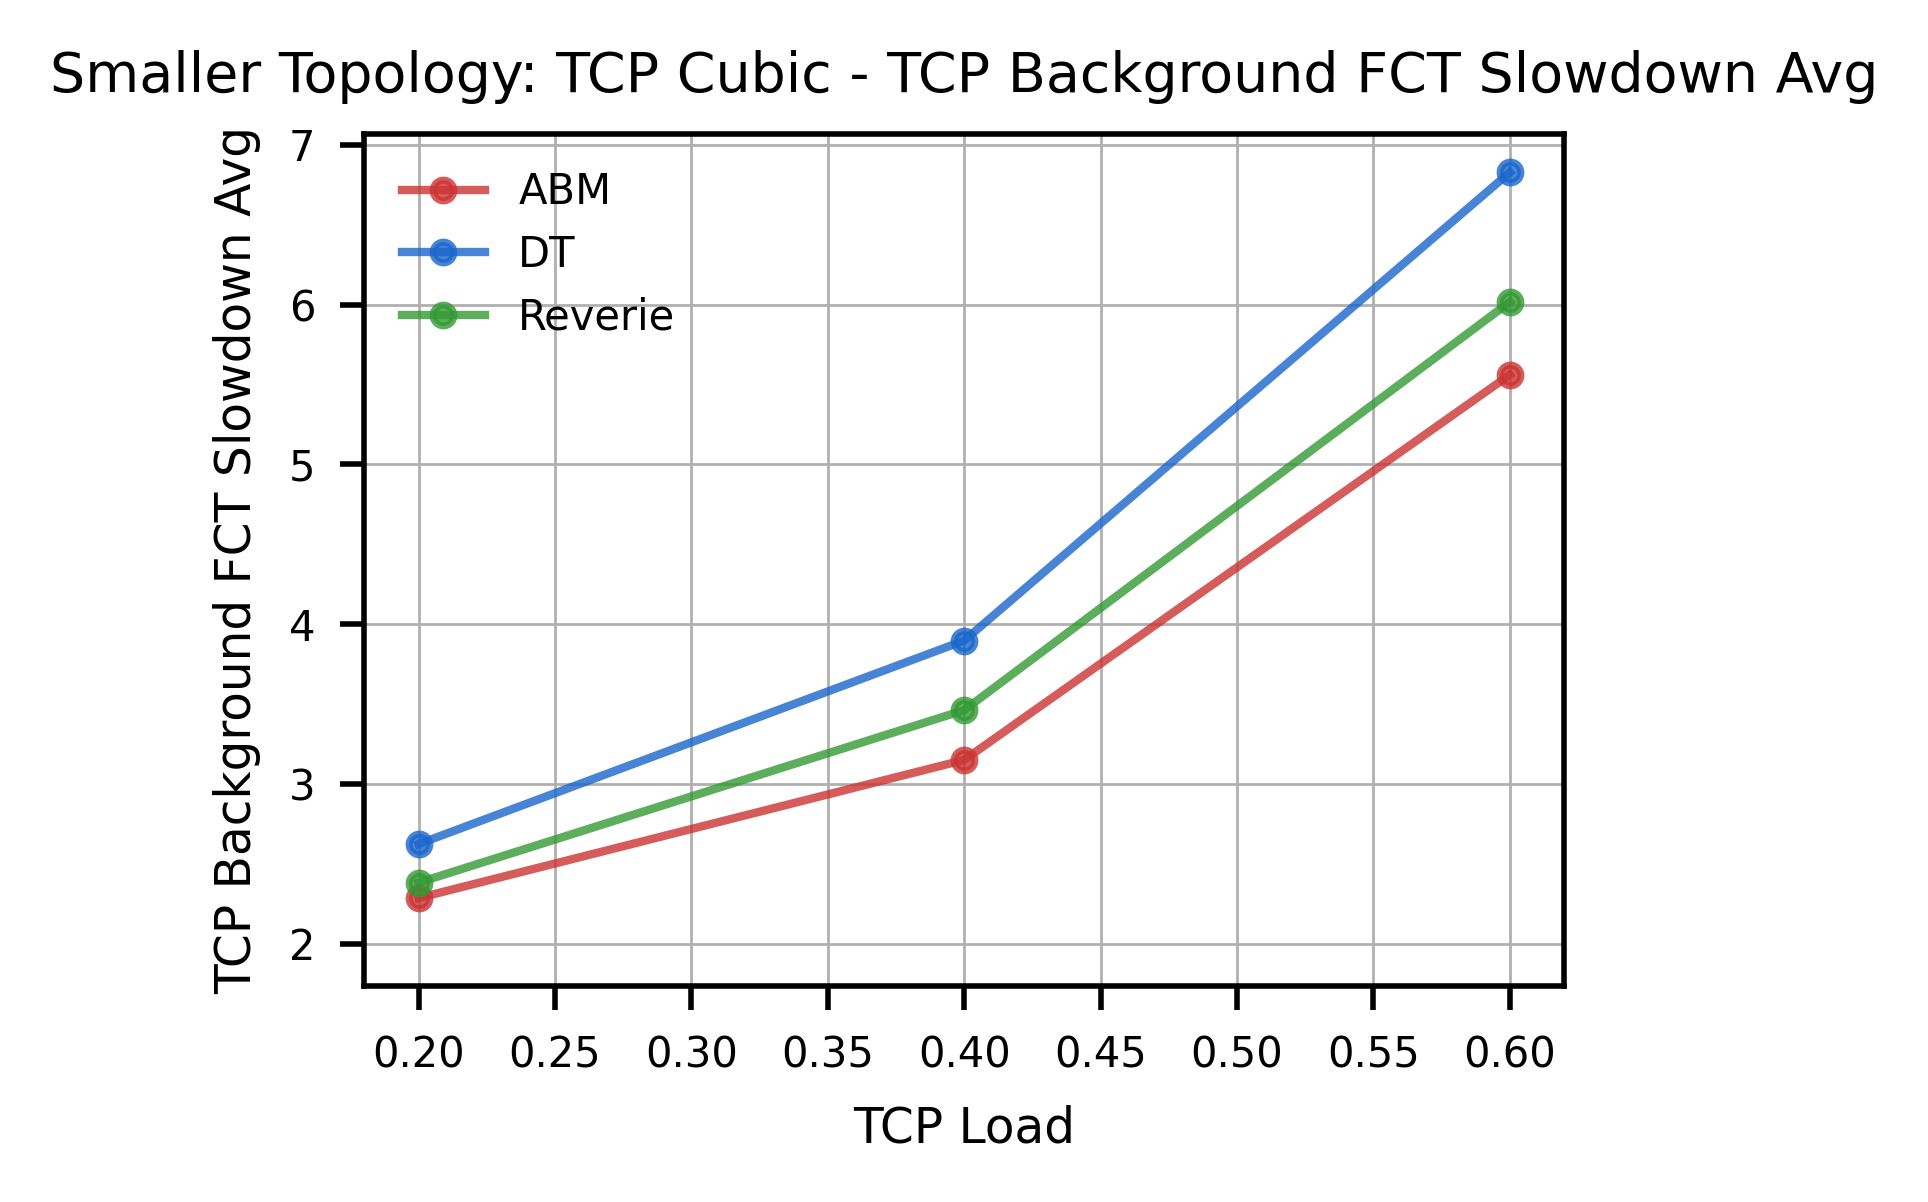 Smaller Topology: TCP Cubic - TCP Background FCT Slowdown Avg
TCP Background FCT Slowdown Avg
7
6
5
4
3
2
ABM
DT
Reverie
0.20 0.25 0.30 0.35 0.40 0.45 0.50 0.55 0.60
TCP Load